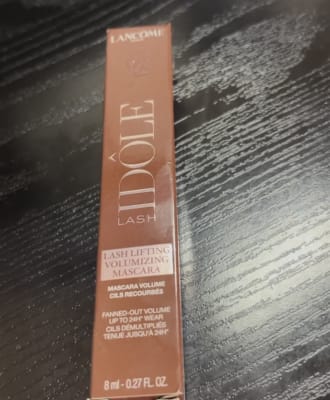 LANCÔME
PARIS
LASH IDÔLE
LASH LIFTING
VOLUMIZING
MASCARA
MASCARA VOLUME
CILS RECOURBÉS
FANNED-OUT VOLUME
UP TO 24H* WEAR
CILS DÉMULTIPLIÉS
TENUE JUSQU'À 24H*
8 ml - 0.27 FL. OZ.